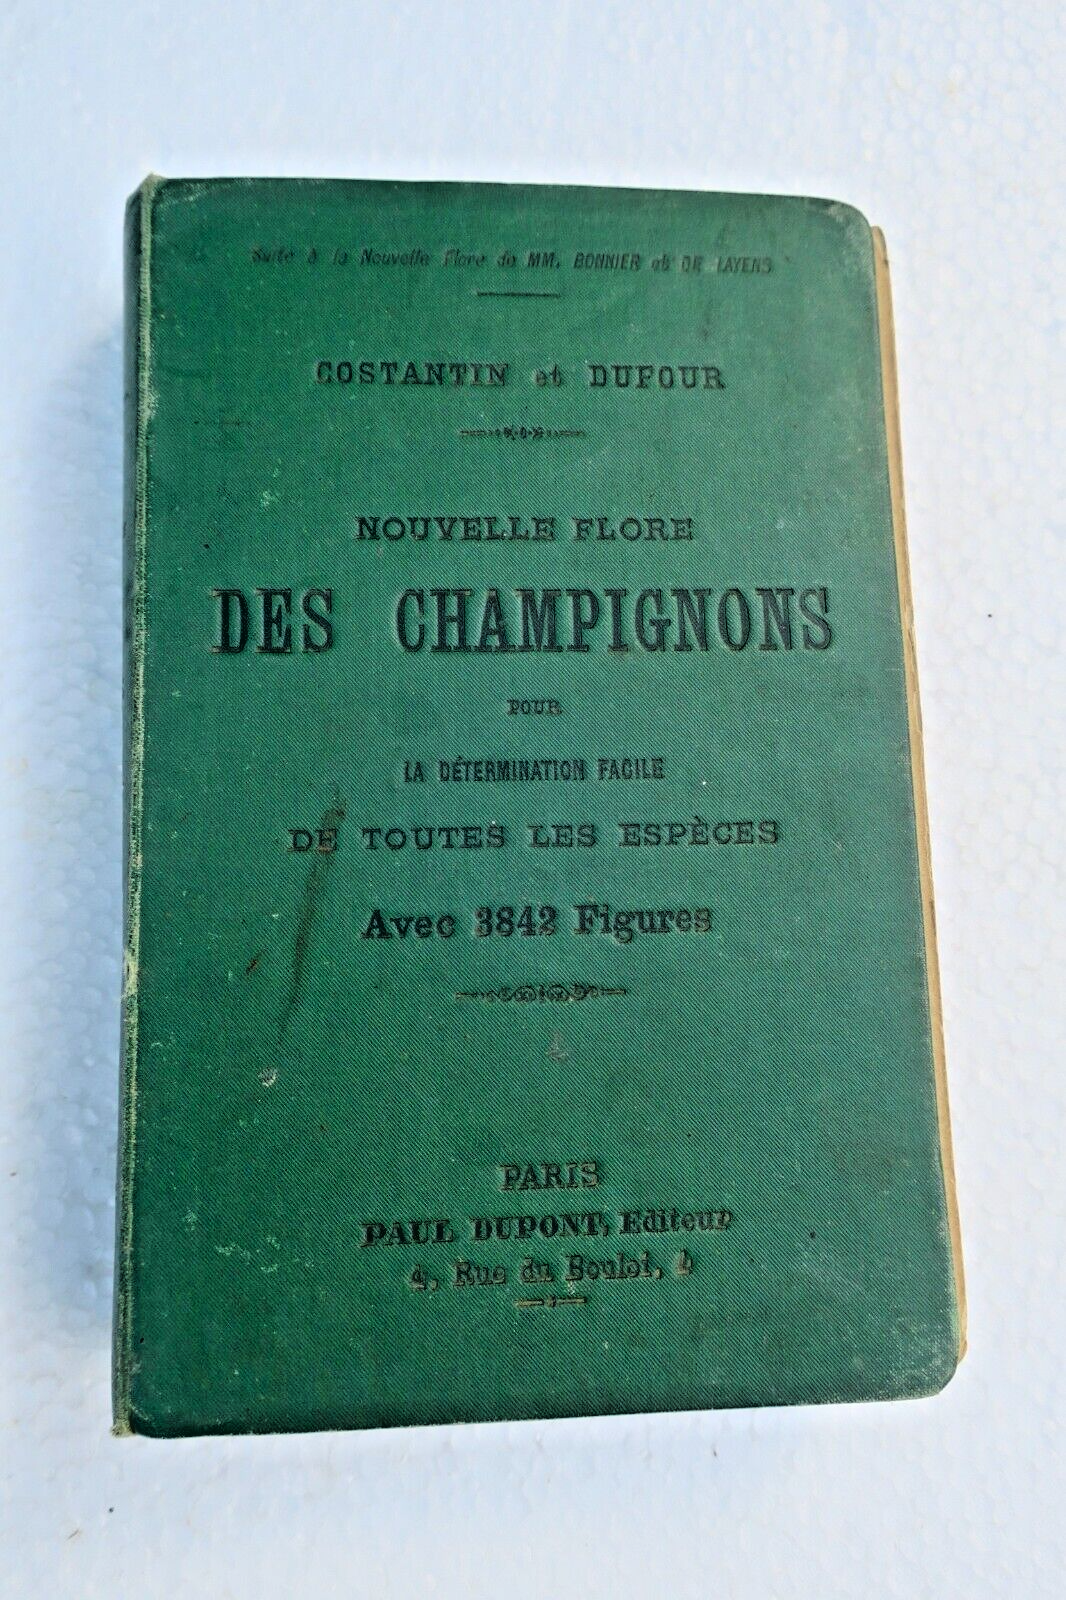 Suite à la Nouvelle Flore de MM. BONNIER et DE LAYENS
COSTANTIN et DUFOUR
NOUVELLE FLORE
DES CHAMPIGNONS
POUR
LA DÉTERMINATION FACILE
DE TOUTES LES ESPÈCES
Avec 3842 Figures
PARIS
PAUL DUPONT, Editeur
4, Rue du Bouloi, 4